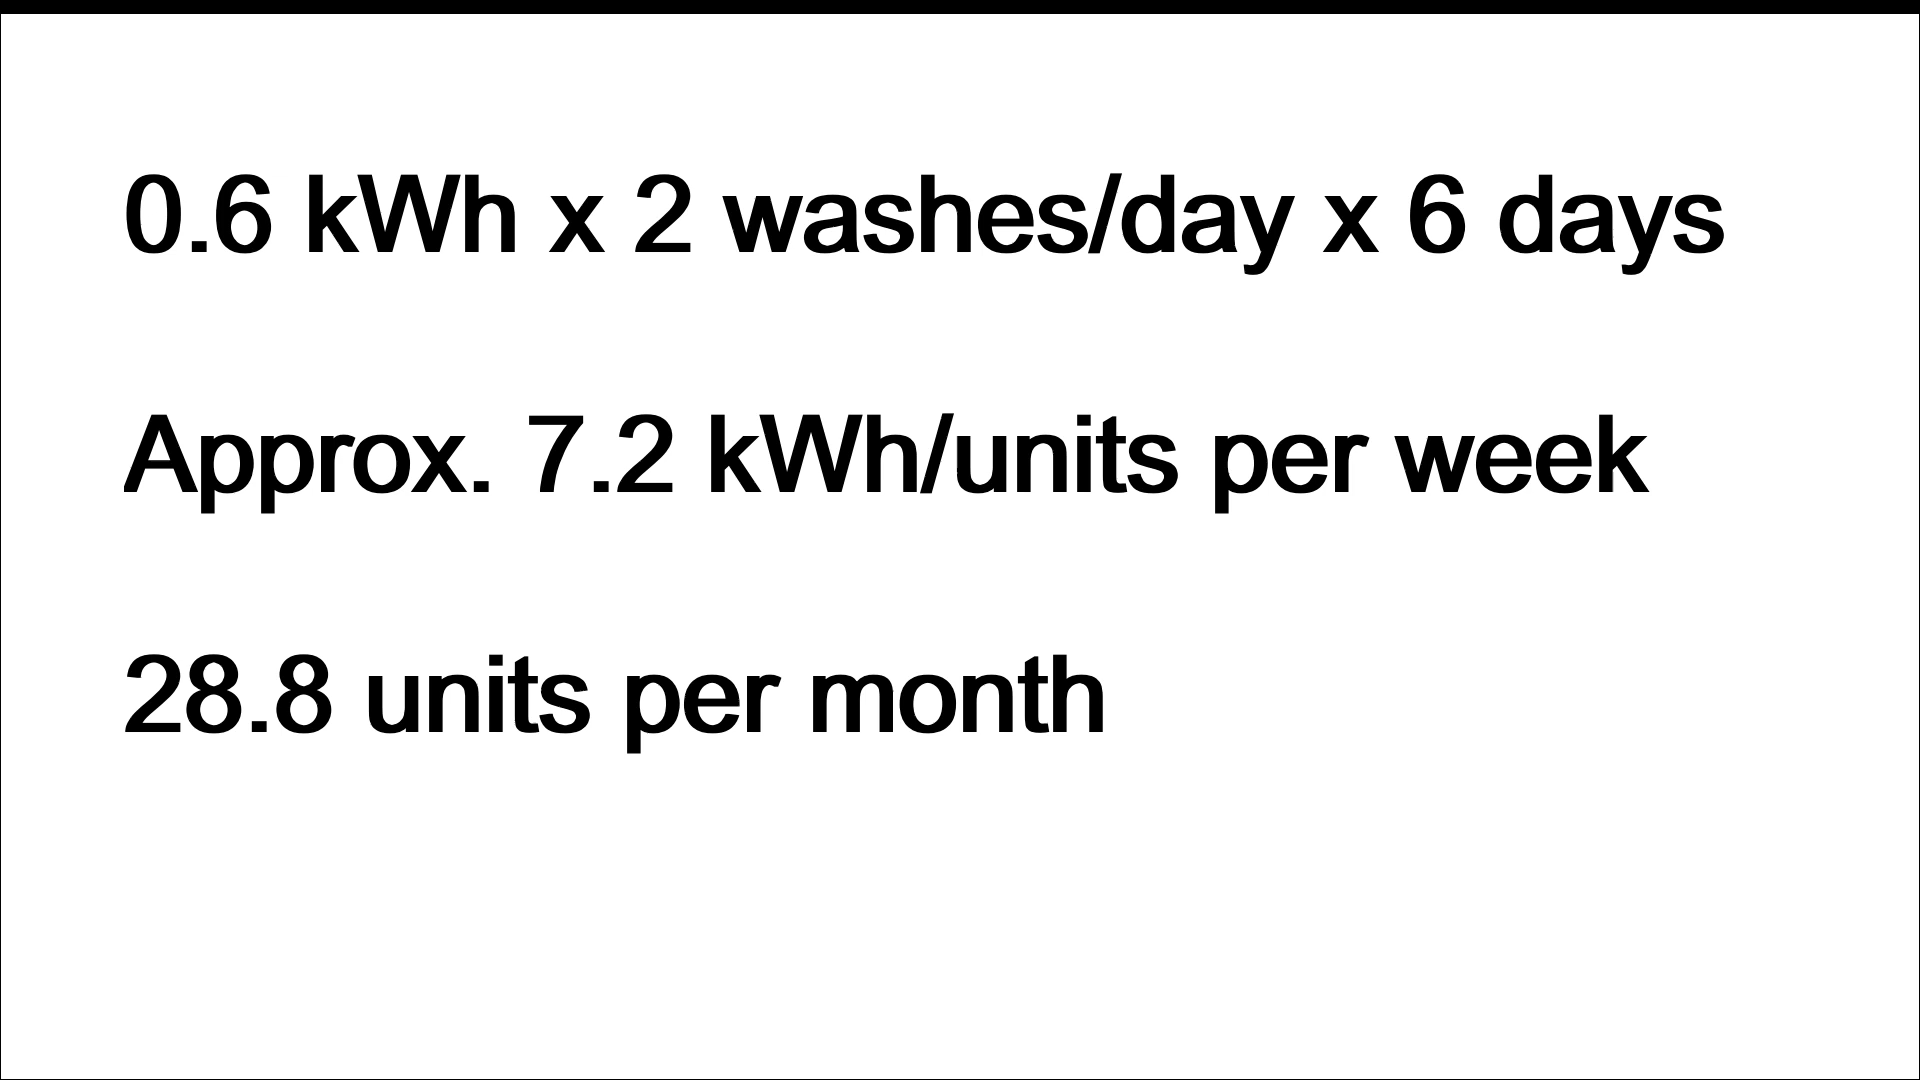 0.6 kWh x 2 washes/day x 6 days
Approx. 7.2 kWh/units per week
28.8 units per month